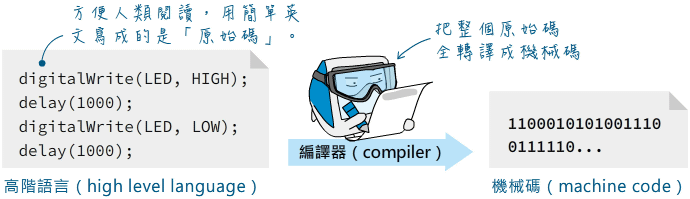 方便人類閱讀，用簡單英
文寫成的是「原始碼」。
digitalWrite(LED, HIGH);
delay(1000);
digitalWrite(LED, LOW);
delay(1000);
高階語言（high level language）
把整個原始碼
全轉譯成機械碼
編譯器（compiler）
1100010101001110
0111110...
機械碼（machine code）